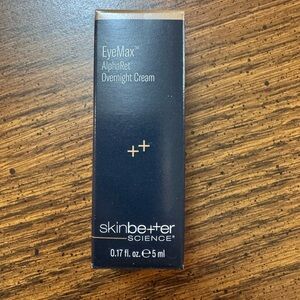 EyeMax™
AlphaRet®
Overnight Cream
++
skinbetter
SCIENCE®
0.17 fl. oz. ℮ 5 ml